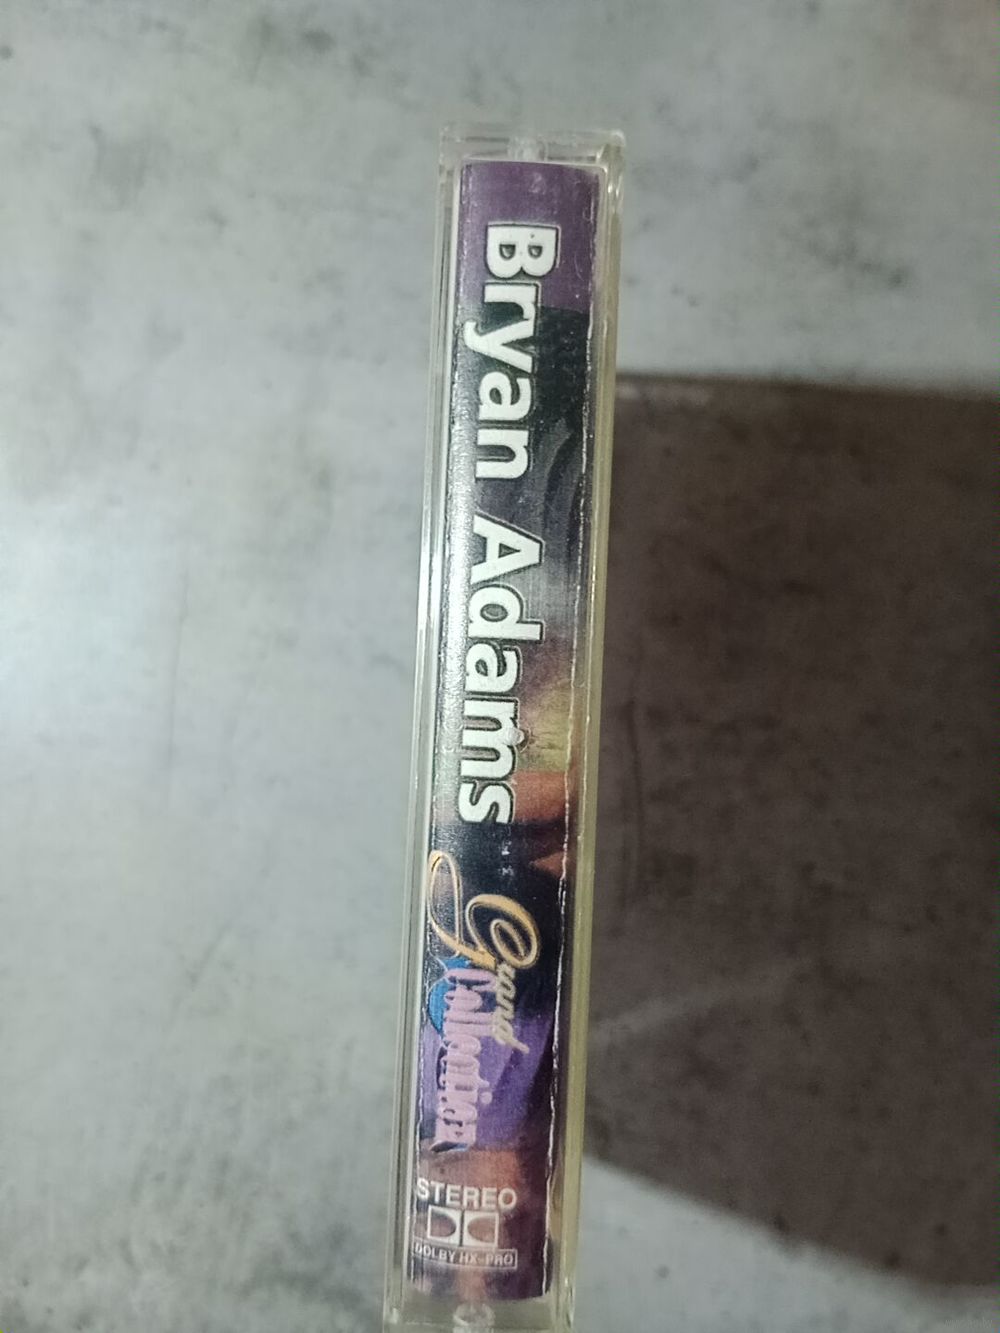 Bryan Adams
Grand
Collection
STEREO
DOLBY HX-PRO